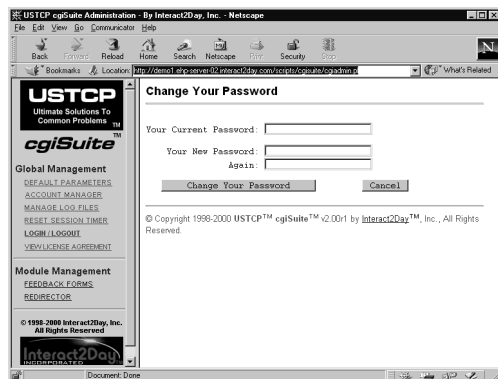 USTCP cgiSuite Administration - By Interact2Day, Inc. - Netscape
File Edit View Go Communicator Help
Back Forward Reload Home Search Netscape Print Security Stop
N
Bookmarks Location: http://demo1.ehp-server-02.interact2day.com/scripts/cgisuite/cgiadmin.p What's Related
USTCP
Ultimate Solutions To
Common Problems TM
cgiSuite TM
Global Management
DEFAULT PARAMETERS
ACCOUNT MANAGER
MANAGE LOG FILES
RESET SESSION TIMER
LOGIN / LOGOUT
VIEW LICENSE AGREEMENT
Module Management
FEEDBACK FORMS
REDIRECTOR
© 1998-2000 Interact2Day, Inc.
All Rights Reserved
Interact2Day
INCORPORATED
Change Your Password
Your Current Password:
Your New Password:
Again:
Change Your Password Cancel
© Copyright 1998-2000 USTCP™ cgiSuite™ v2.00r1 by Interact2Day™, Inc., All Rights
Reserved.
Document: Done